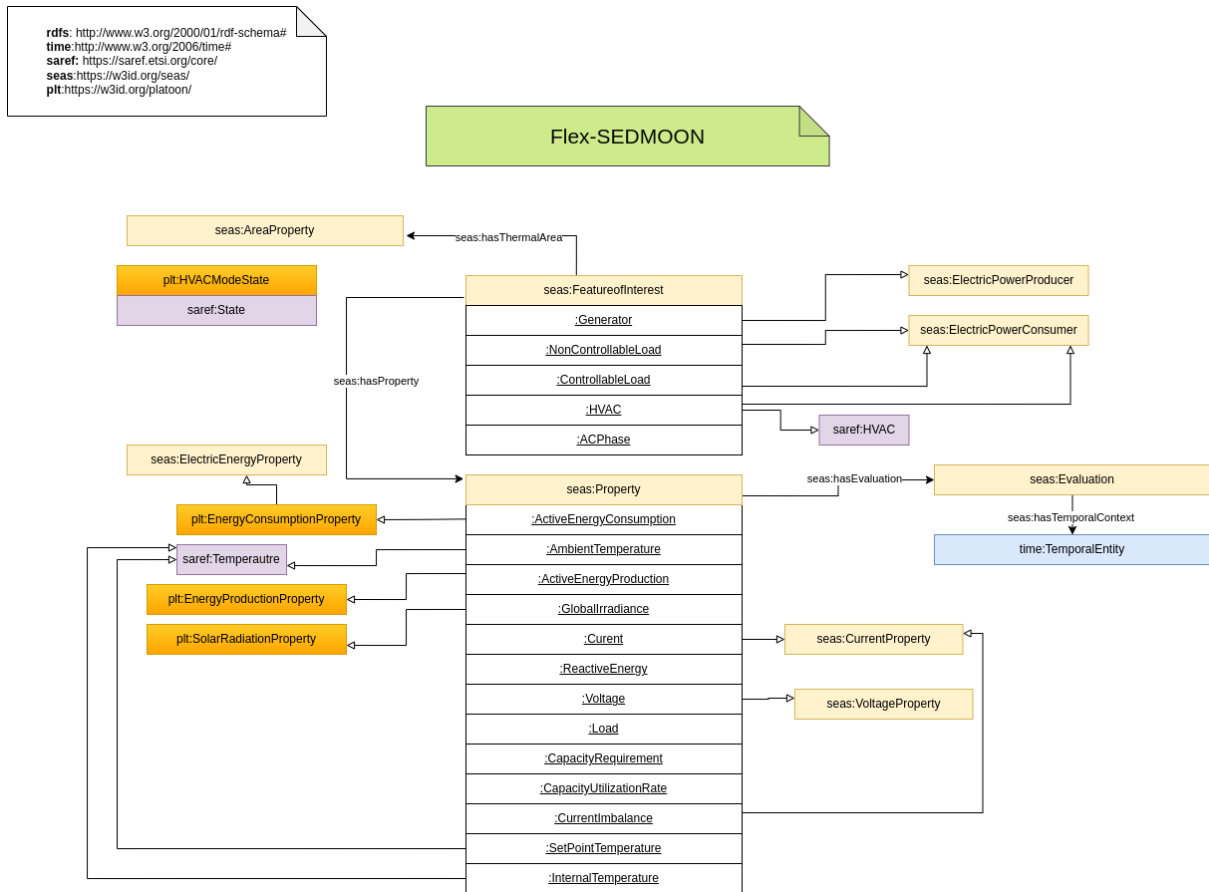 rdfs: http://www.w3.org/2000/01/rdf-schema#
time:http://www.w3.org/2006/time#
saref: https://saref.etsi.org/core/
seas:https://w3id.org/seas/
plt:https://w3id.org/platoon/
Flex-SEDMOON
seas:AreaProperty
seas:hasThermalArea
plt:HVACModeState
saref:State
seas:FeatureofInterest
:Generator
:NonControllableLoad
:ControllableLoad
:HVAC
:ACPhase
seas:ElectricPowerProducer
seas:ElectricPowerConsumer
saref:HVAC
seas:hasProperty
seas:ElectricEnergyProperty
plt:EnergyConsumptionProperty
saref:Temperautre
plt:EnergyProductionProperty
plt:SolarRadiationProperty
seas:Property
:ActiveEnergyConsumption
:AmbientTemperature
:ActiveEnergyProduction
:GlobalIrradiance
:Curent
:ReactiveEnergy
:Voltage
:Load
:CapacityRequirement
:CapacityUtilizationRate
:CurrentImbalance
:SetPointTemperature
:InternalTemperature
seas:hasEvaluation
seas:Evaluation
seas:hasTemporalContext
time:TemporalEntity
seas:CurrentProperty
seas:VoltageProperty